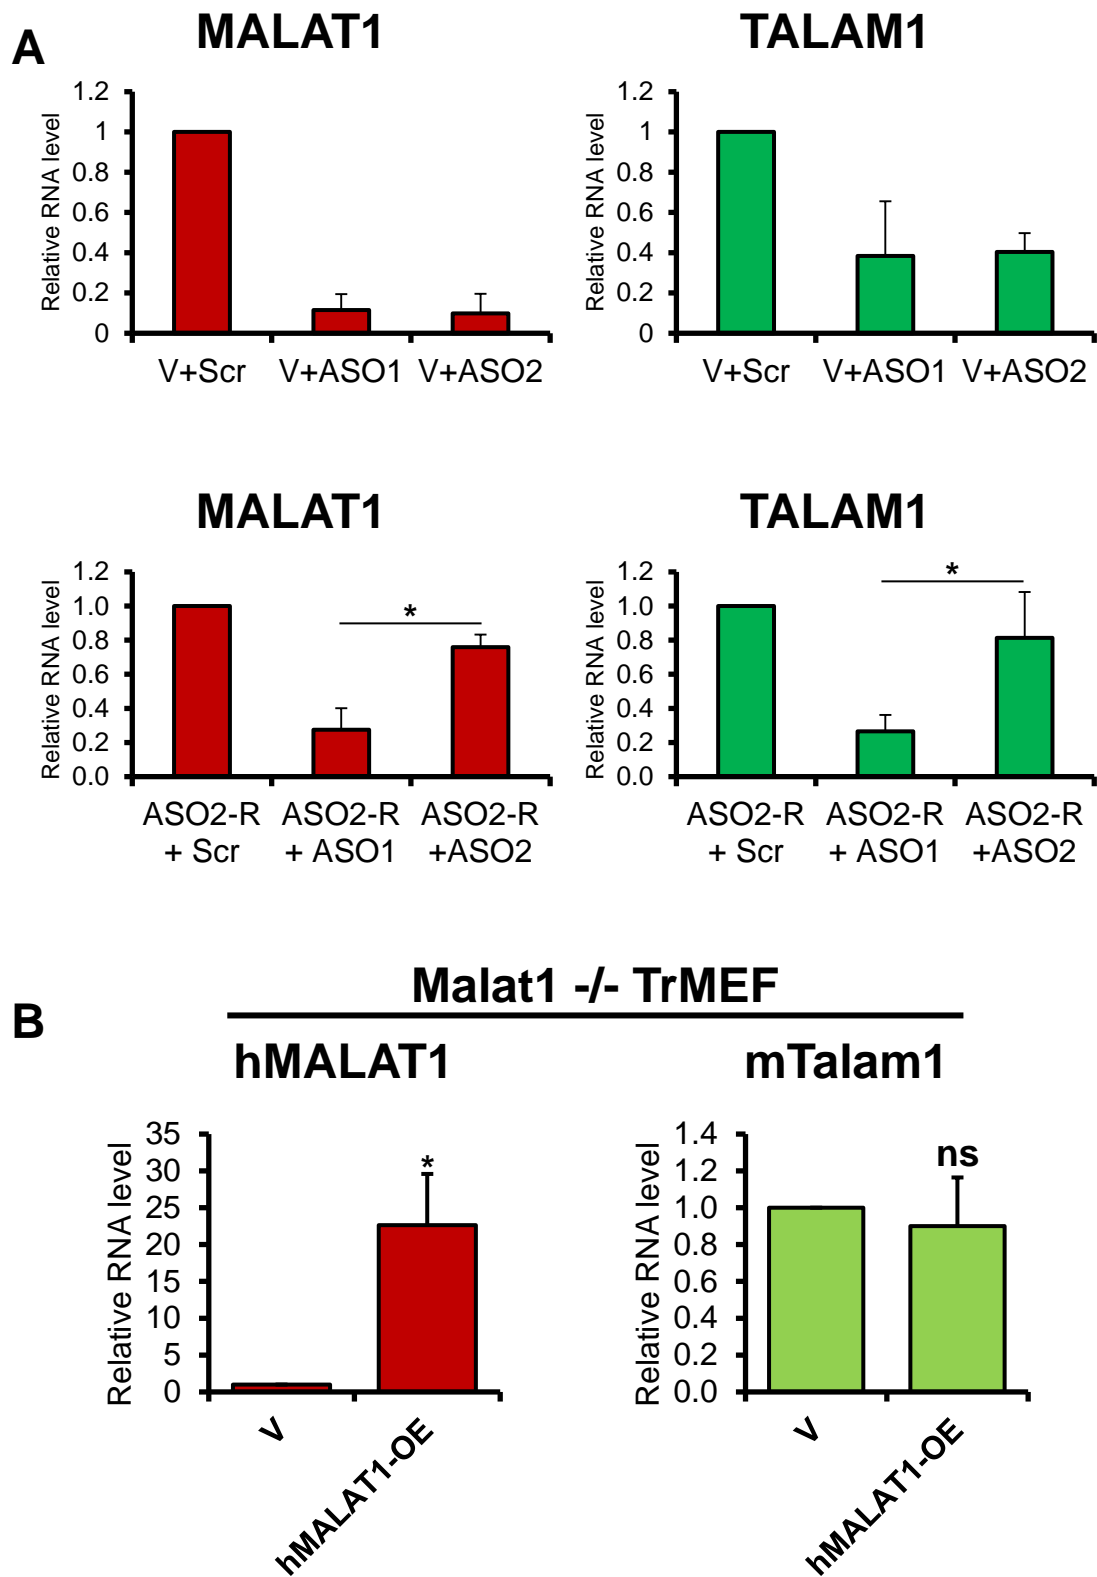 A
MALAT1
Relative RNA level
1.2
1
0.8
0.6
0.4
0.2
0
V+Scr
V+ASO1
V+ASO2
TALAM1
Relative RNA level
1.2
1
0.8
0.6
0.4
0.2
0
V+Scr
V+ASO1
V+ASO2
MALAT1
Relative RNA level
1.2
1.0
0.8
0.6
0.4
0.2
0.0
*
ASO2-R
+ Scr
ASO2-R
+ ASO1
ASO2-R
+ASO2
TALAM1
Relative RNA level
1.2
1.0
0.8
0.6
0.4
0.2
0.0
*
ASO2-R
+ Scr
ASO2-R
+ ASO1
ASO2-R
+ASO2
B
Malat1 -/- TrMEF
hMALAT1
Relative RNA level
35
30
25
20
15
10
5
0
*
V
hMALAT1-OE
mTalam1
Relative RNA level
1.4
1.2
1.0
0.8
0.6
0.4
0.2
0.0
ns
V
hMALAT1-OE